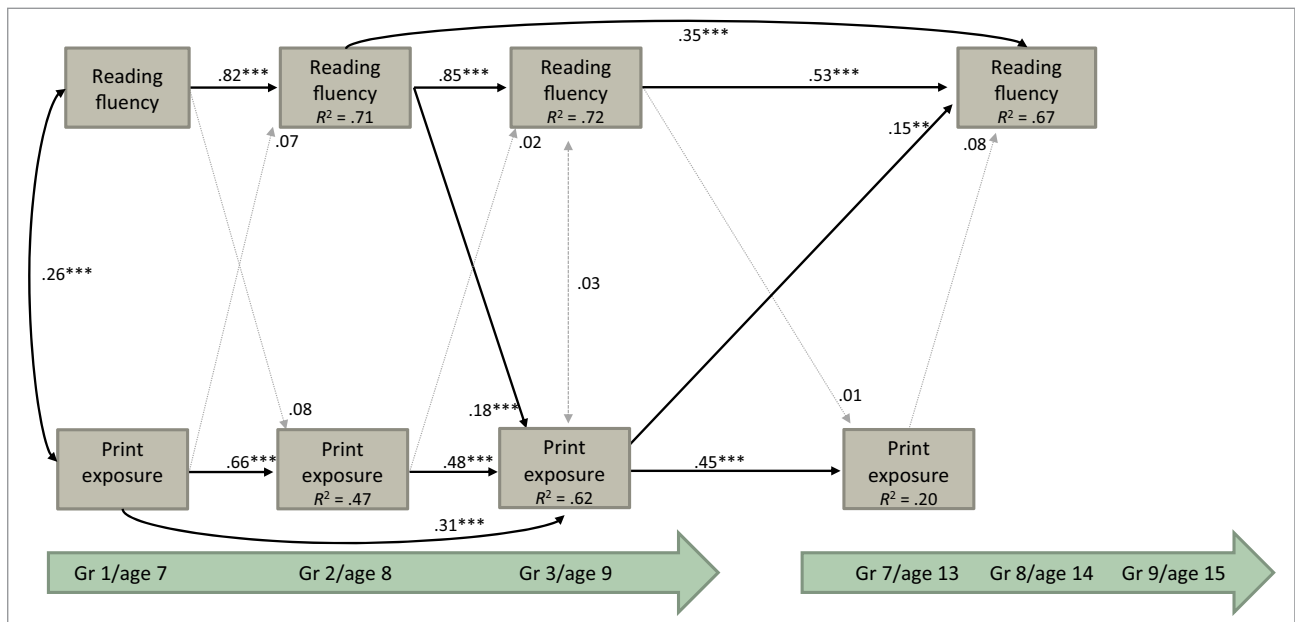 .35***
Reading
fluency
.82***
Reading
fluency
R² = .71
.85***
Reading
fluency
R² = .72
.53***
Reading
fluency
R² = .67
.07
.02
.15**
.08
.26***
.03
.08
.18***
.01
Print
exposure
.66***
Print
exposure
R² = .47
.48***
Print
exposure
R² = .62
.45***
Print
exposure
R² = .20
.31***
Gr 1/age 7 Gr 2/age 8 Gr 3/age 9 Gr 7/age 13 Gr 8/age 14 Gr 9/age 15